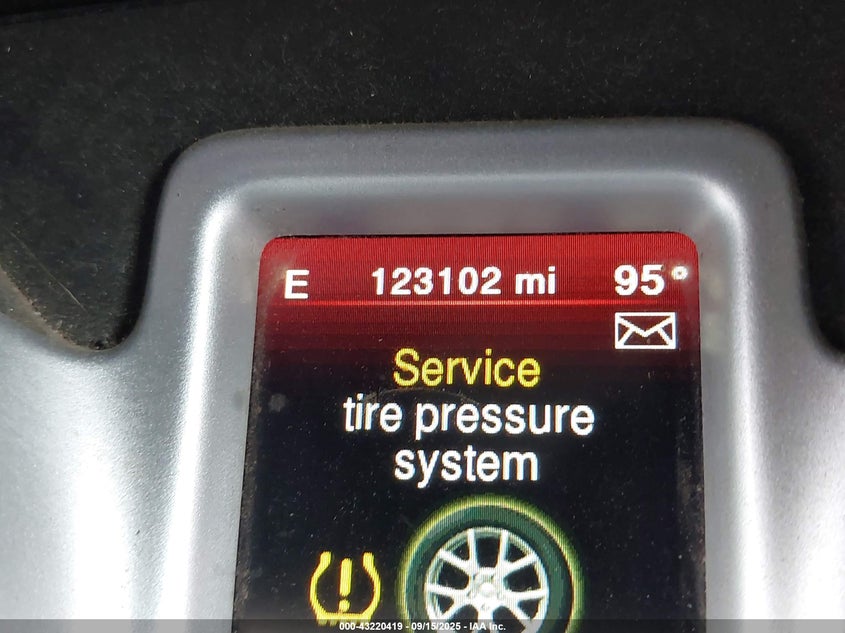 E 123102 mi 95°
Service
tire pressure
system
000-43220419 - 09/15/2025 - IAA Inc.